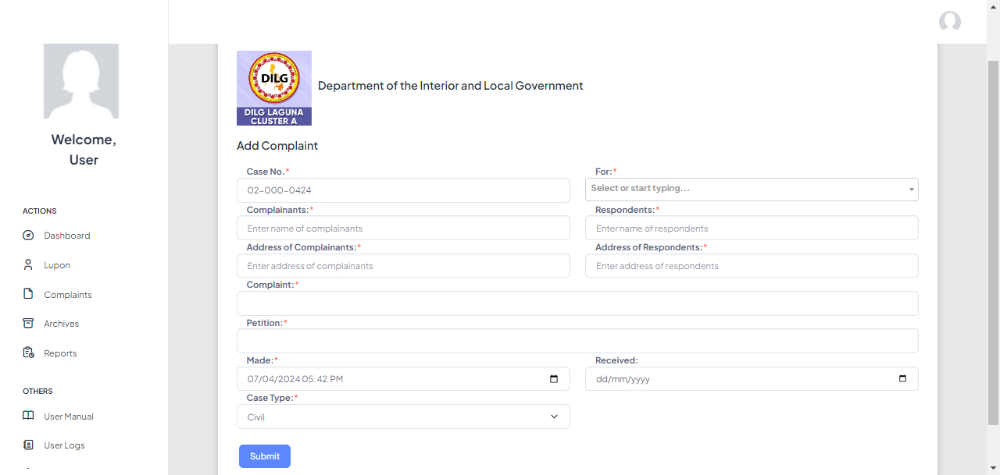 Welcome,
User
ACTIONS
Dashboard
Lupon
Complaints
Archives
Reports
OTHERS
User Manual
User Logs
DILG
DILG LAGUNA
CLUSTER A
Department of the Interior and Local Government
Add Complaint
Case No.*
02-000-0424
For:*
Select or start typing...
Complainants:*
Enter name of complainants
Respondents:*
Enter name of respondents
Address of Complainants:*
Enter address of complainants
Address of Respondents:*
Enter address of respondents
Complaint:*
Petition:*
Made:*
07/04/2024 05:42 PM
Received:
dd/mm/yyyy
Case Type:*
Civil
Submit